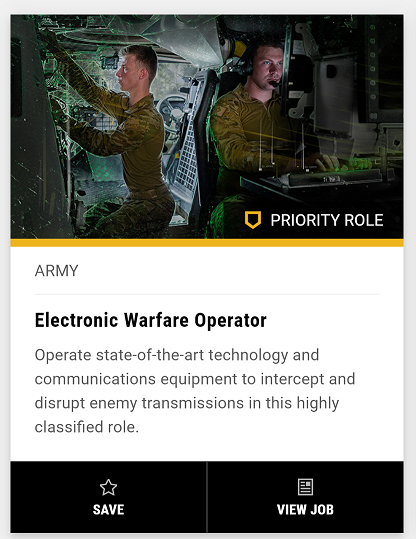 PRIORITY ROLE
ARMY
Electronic Warfare Operator
Operate state-of-the-art technology and
communications equipment to intercept and
disrupt enemy transmissions in this highly
classified role.
SAVE
VIEW JOB